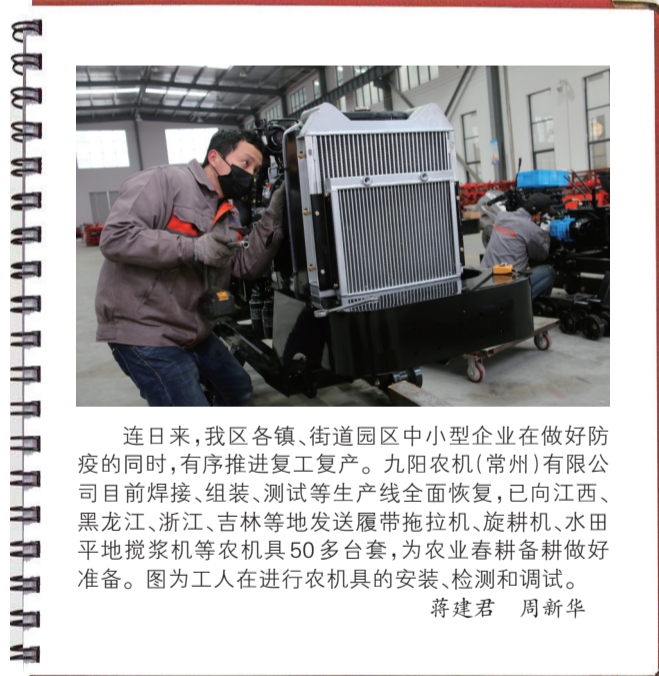 连日来,我区各镇、街道园区中小型企业在做好防
疫的同时,有序推进复工复产。九阳农机(常州)有限公
司目前焊接、组装、测试等生产线全面恢复,已向江西、
黑龙江、浙江、吉林等地发送履带拖拉机、旋耕机、水田
平地搅浆机等农机具50多台套,为农业春耕备耕做好
准备。图为工人在进行农机具的安装、检测和调试。
蒋建君 周新华